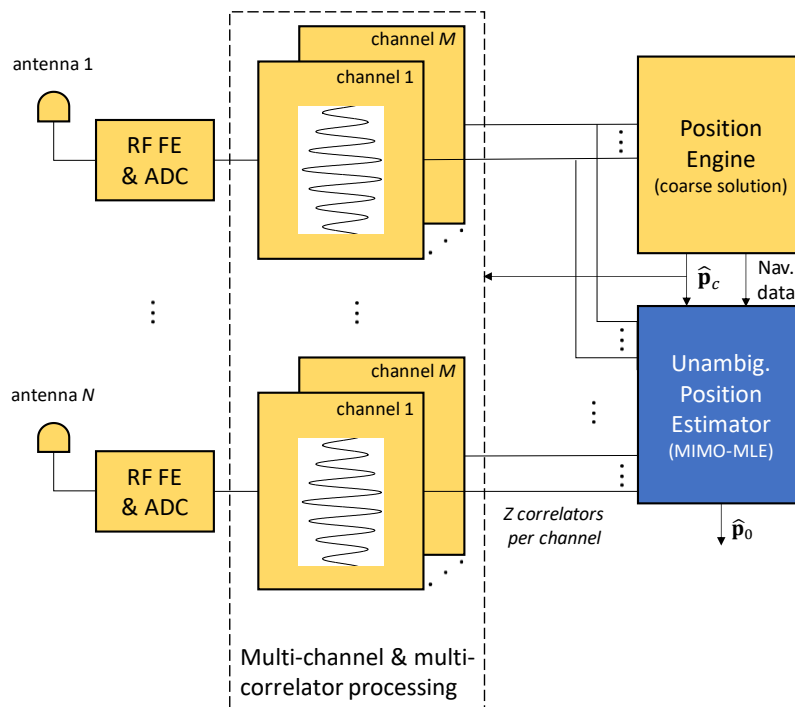 antenna 1
RF FE
& ADC
channel M
channel 1
Position
Engine
(coarse solution)
p̂c
Nav.
data
Unambig.
Position
Estimator
(MIMO-MLE)
p̂0
antenna N
RF FE
& ADC
channel M
channel 1
Z correlators
per channel
Multi-channel & multi-
correlator processing